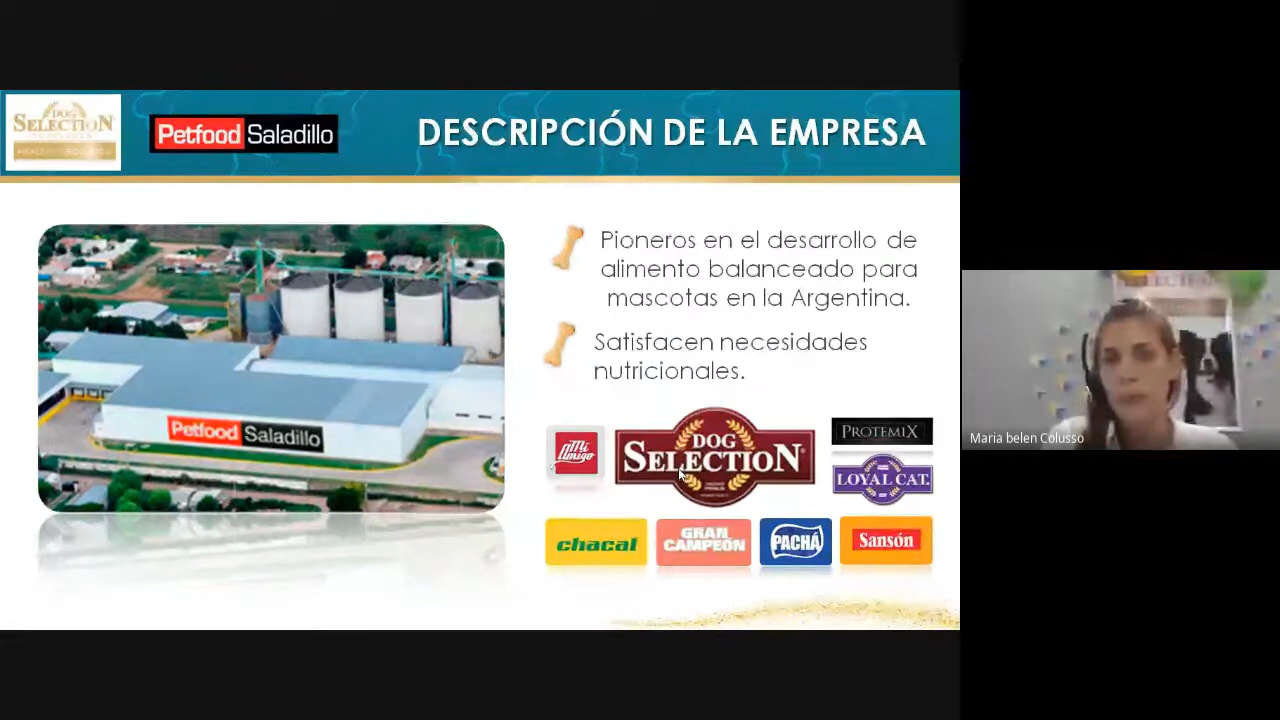 DOG
SELECTION
Petfood Saladillo
DESCRIPCIÓN DE LA EMPRESA
Pioneros en el desarrollo de
alimento balanceado para
mascotas en la Argentina.
Satisfacen necesidades
nutricionales.
Petfood Saladillo
Mi Amigo
DOG
SELECTION
PROTEMIX
LOYAL CAT.
chacal
GRAN
CAMPEÓN
PACHÁ
Sansón
Maria belen Colusso